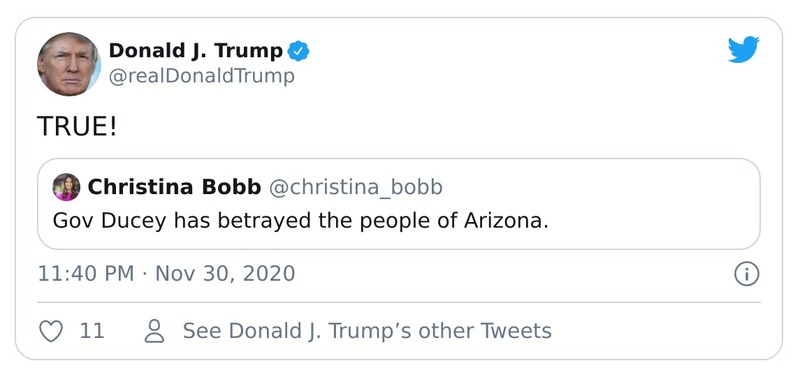 Donald J. Trump
@realDonaldTrump
TRUE!
Christina Bobb @christina_bobb
Gov Ducey has betrayed the people of Arizona.
11:40 PM · Nov 30, 2020
11 See Donald J. Trump’s other Tweets